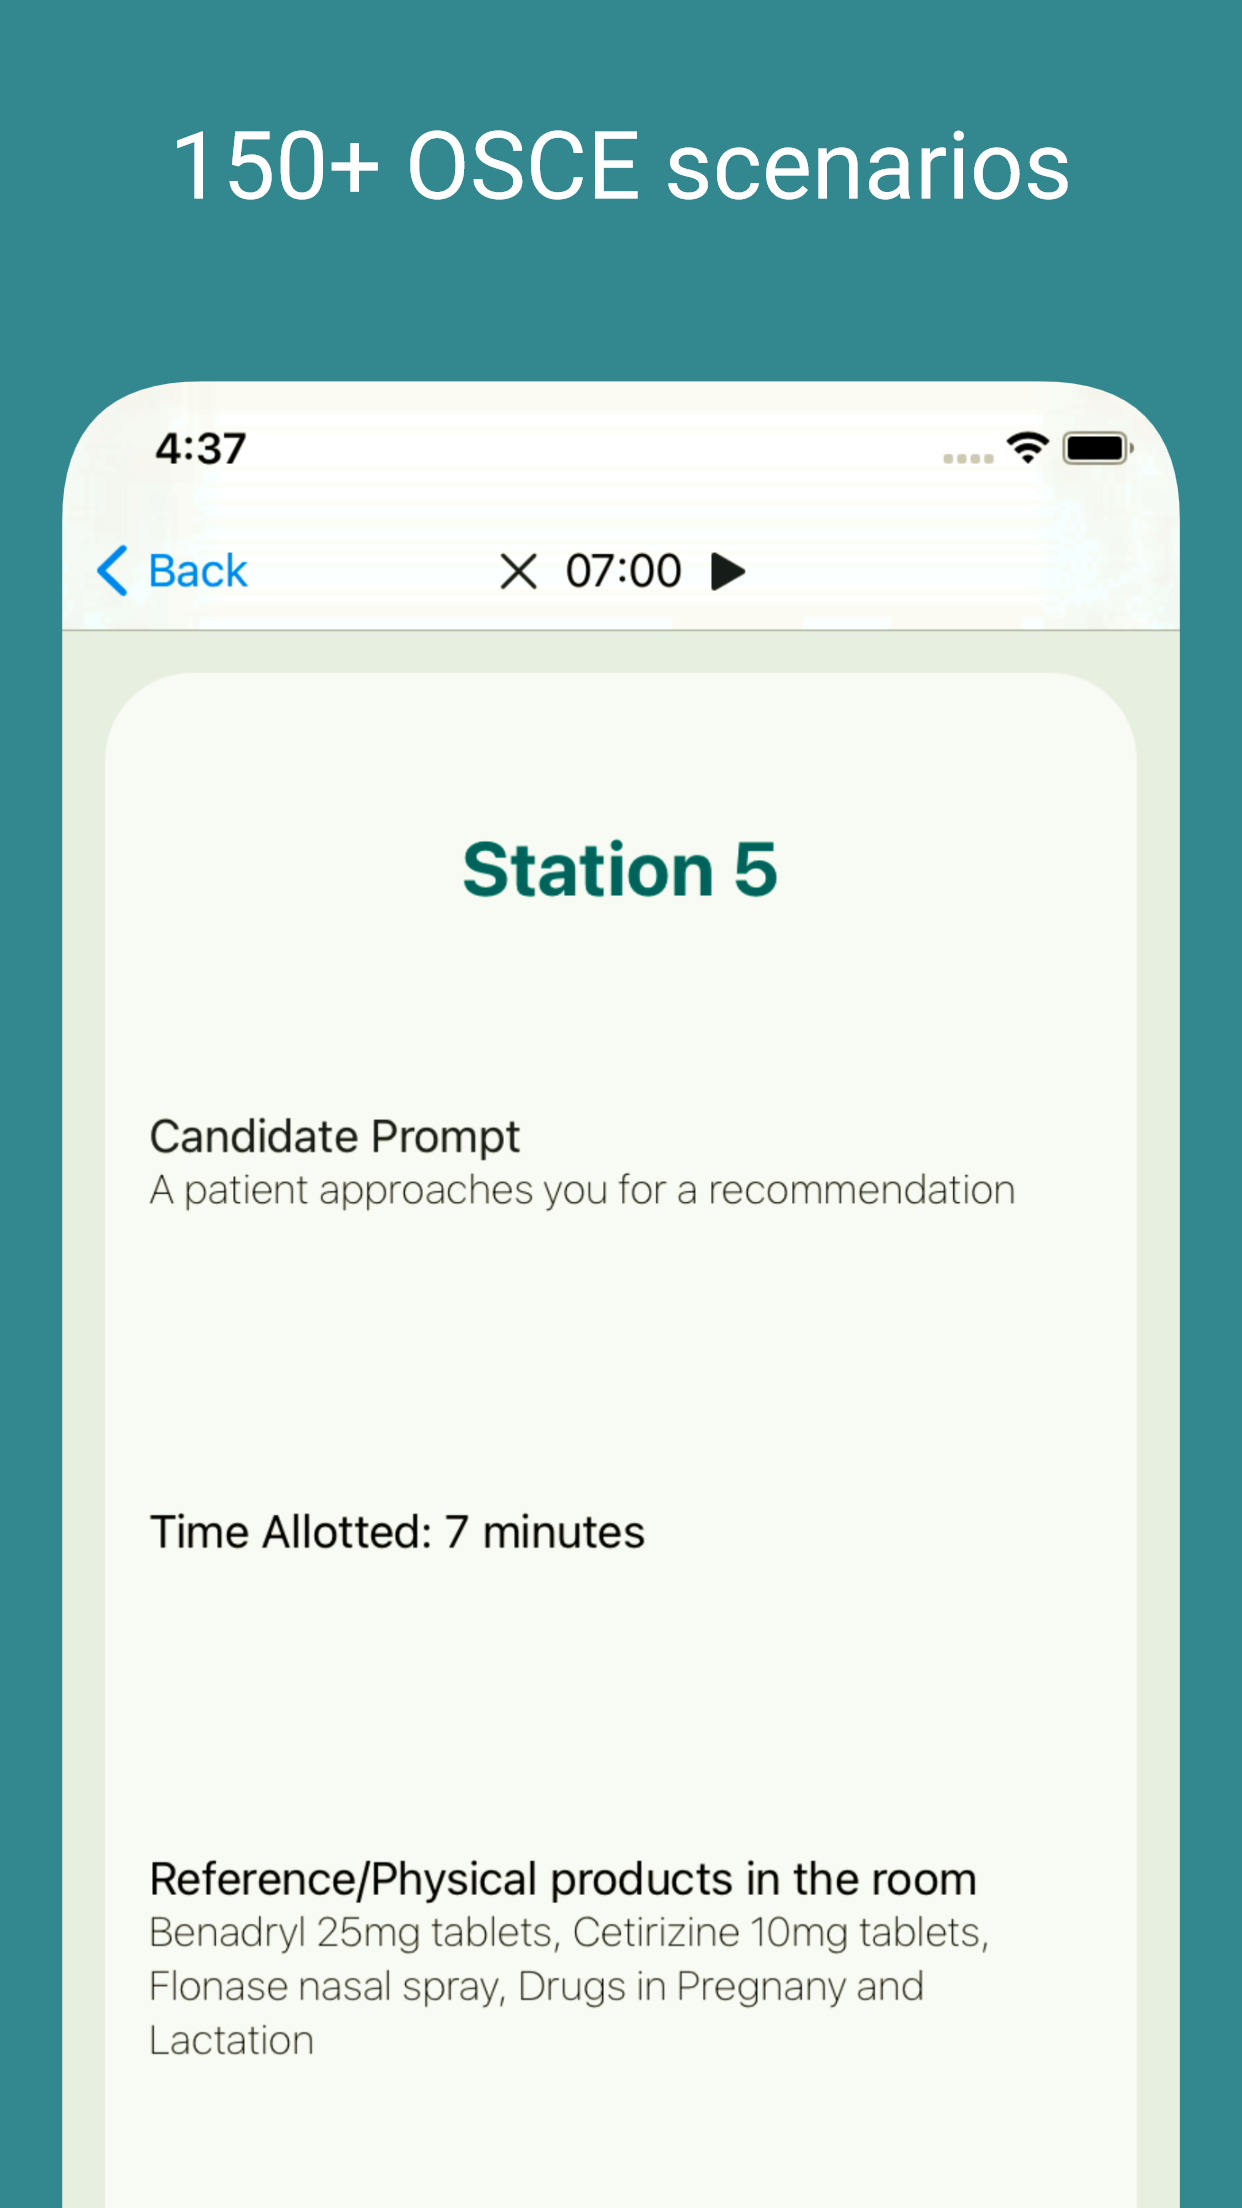 150+ OSCE scenarios
4:37
Back
07:00
Station 5
Candidate Prompt
A patient approaches you for a recommendation
Time Allotted: 7 minutes
Reference/Physical products in the room
Benadryl 25mg tablets, Cetirizine 10mg tablets,
Flonase nasal spray, Drugs in Pregnany and
Lactation